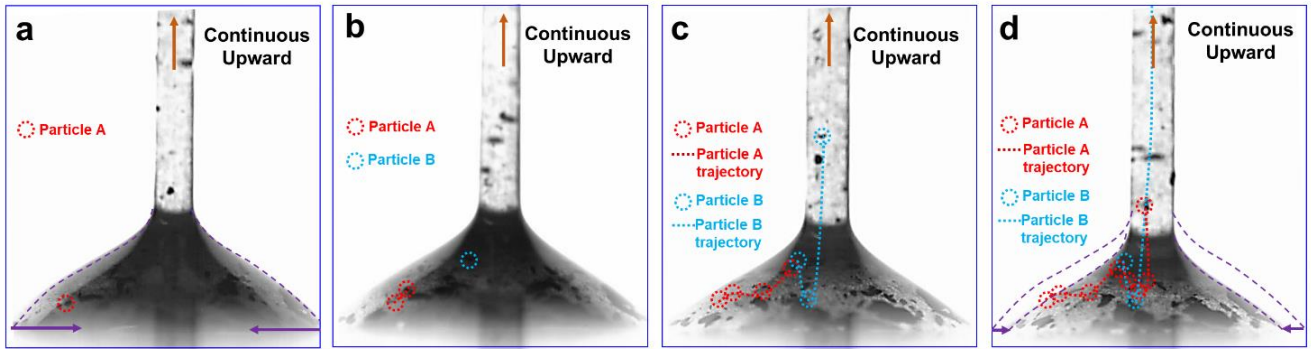 a
Continuous
Upward
Particle A
b
Continuous
Upward
Particle A
Particle B
c
Continuous
Upward
Particle A
Particle A
trajectory
Particle B
Particle B
trajectory
d
Continuous
Upward
Particle A
Particle A
trajectory
Particle B
Particle B
trajectory